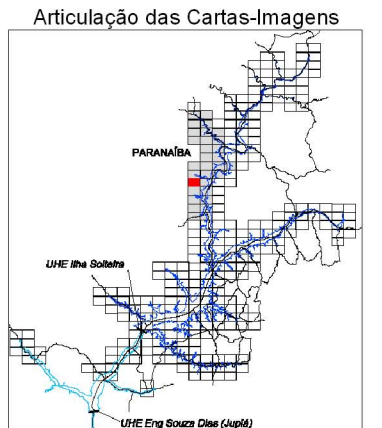 Articulação das Cartas-Imagens
PARANAÍBA
UHE Ilha Solteira
UHE Eng Souza Dias (Jupiá)